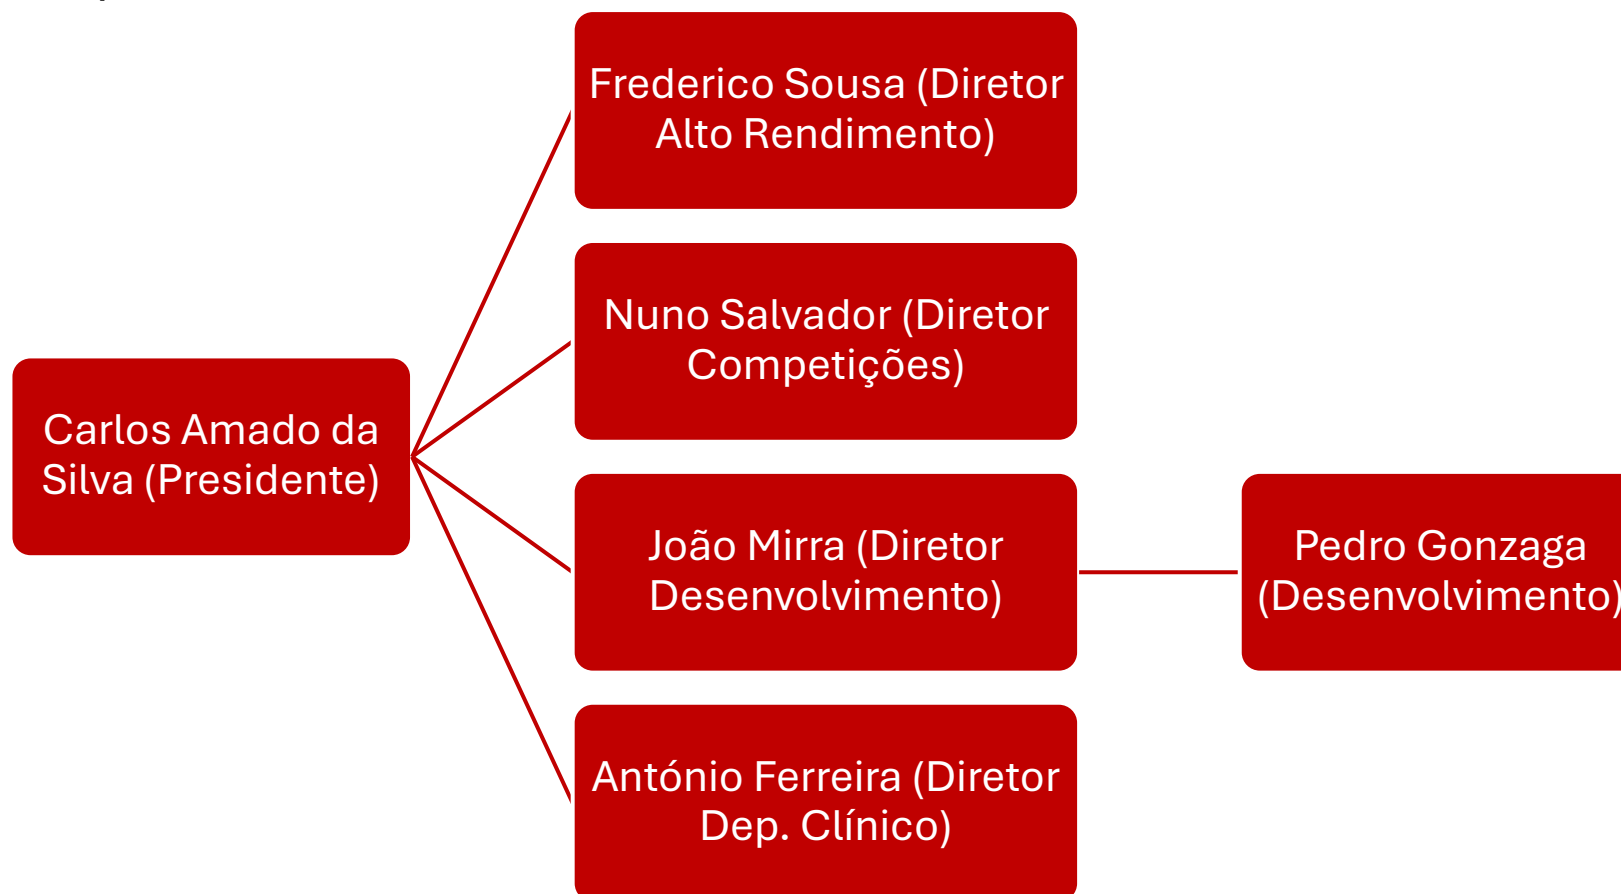 Frederico Sousa (Diretor
Alto Rendimento)
Nuno Salvador (Diretor
Competições)
Carlos Amado da
Silva (Presidente)
João Mirra (Diretor
Desenvolvimento)
Pedro Gonzaga
(Desenvolvimento)
António Ferreira (Diretor
Dep. Clínico)